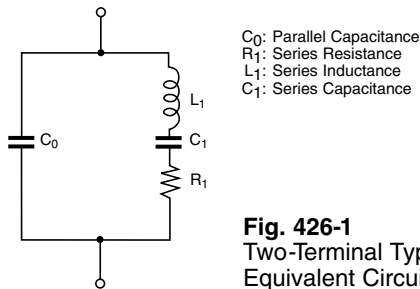 C0: Parallel Capacitance
R1: Series Resistance
L1: Series Inductance
C1: Series Capacitance
L1
C0
C1
R1
Fig. 426-1
Two-Terminal Typ
Equivalent Circui